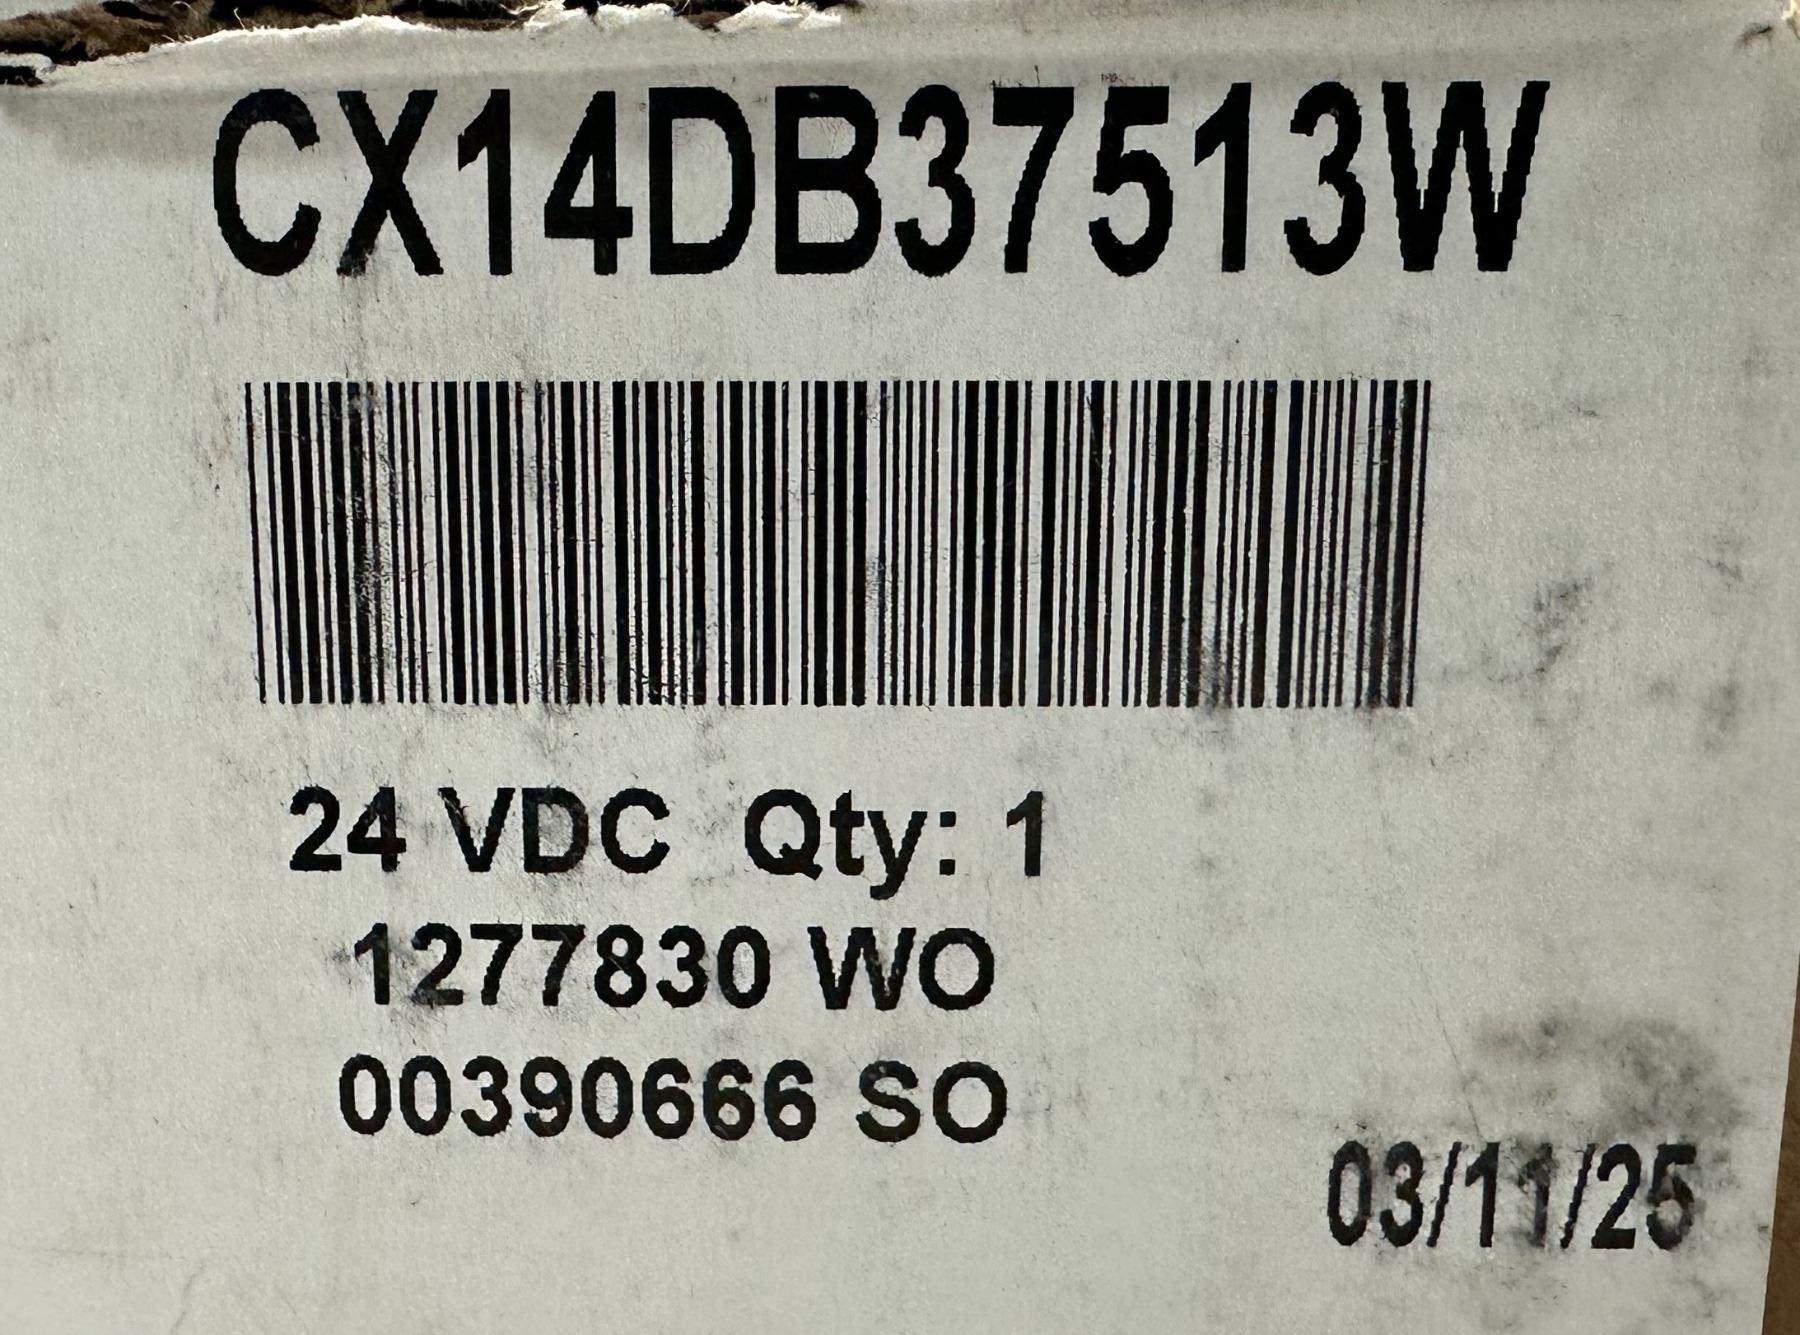 CX14DB37513W
24 VDC Qty: 1
1277830 WO
00390666 SO
03/11/25